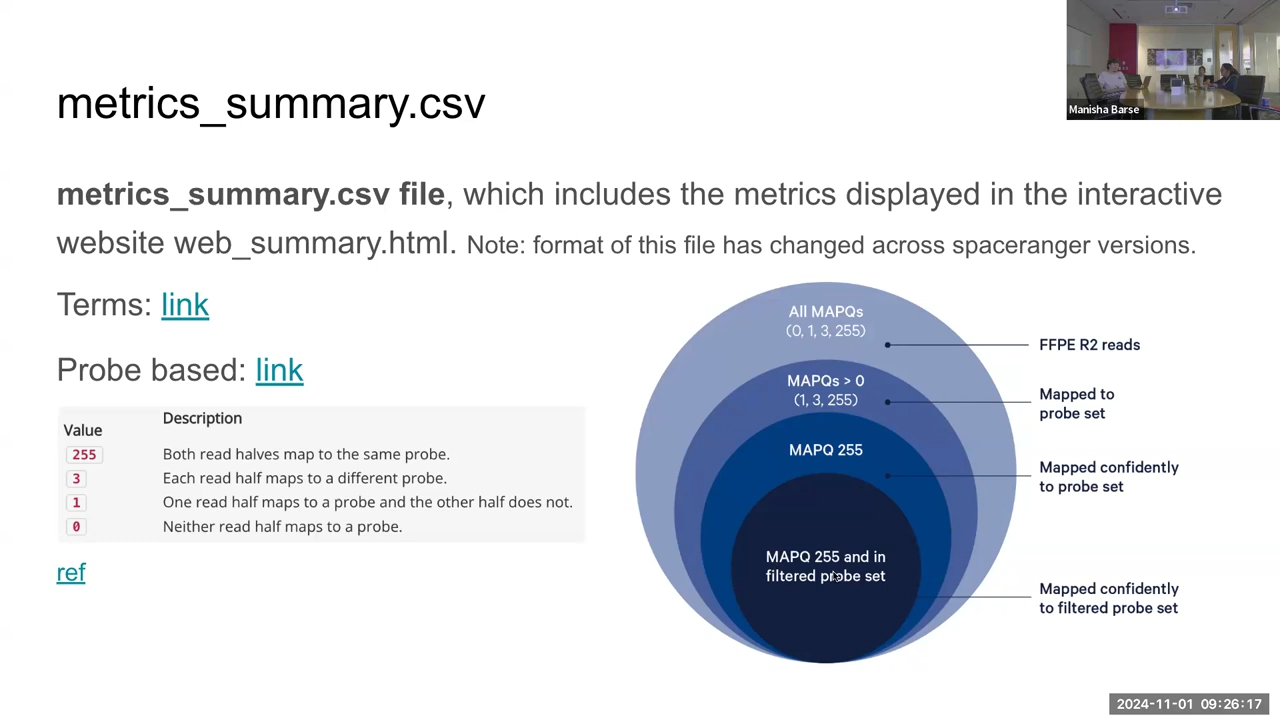 metrics_summary.csv
Manisha Barse
metrics_summary.csv file, which includes the metrics displayed in the interactive
website web_summary.html. Note: format of this file has changed across spaceranger versions.
Terms: link
Probe based: link
Value Description
255 Both read halves map to the same probe.
3 Each read half maps to a different probe.
1 One read half maps to a probe and the other half does not.
0 Neither read half maps to a probe.
ref
All MAPQs
(0, 1, 3, 255)
FFPE R2 reads
MAPQs > 0
(1, 3, 255)
Mapped to
probe set
MAPQ 255
Mapped confidently
to probe set
MAPQ 255 and in
filtered probe set
Mapped confidently
to filtered probe set
2024-11-01 09:26:17